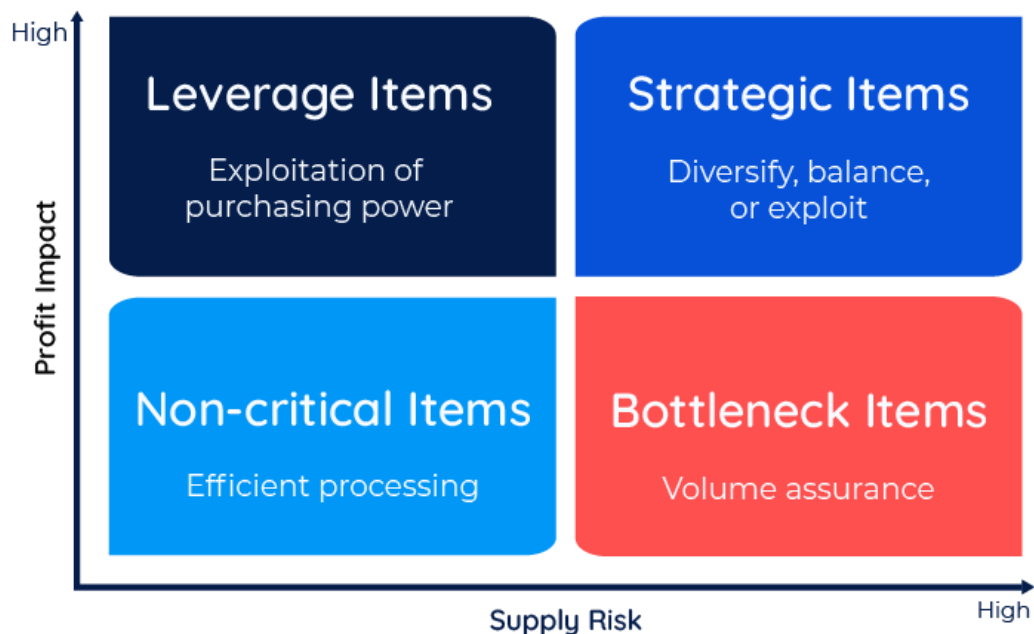 High
Leverage Items
Exploitation of
purchasing power
Strategic Items
Diversify, balance,
or exploit
Profit Impact
Non-critical Items
Efficient processing
Bottleneck Items
Volume assurance
Supply Risk
High